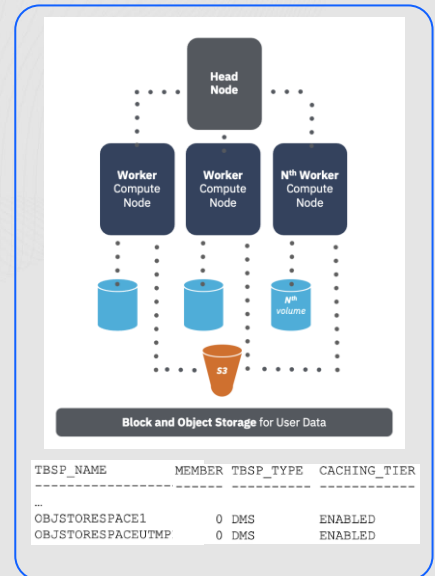 Head
Node
Worker
Compute
Node
Worker
Compute
Node
Nth Worker
Compute
Node
Nth
volume
S3
Block and Object Storage for User Data
TBSP_NAME MEMBER TBSP_TYPE CACHING_TIER
------------------ ------ --------- ------------
...
OBJSTORESPACE1 0 DMS ENABLED
OBJSTORESPACEUTMP 0 DMS ENABLED